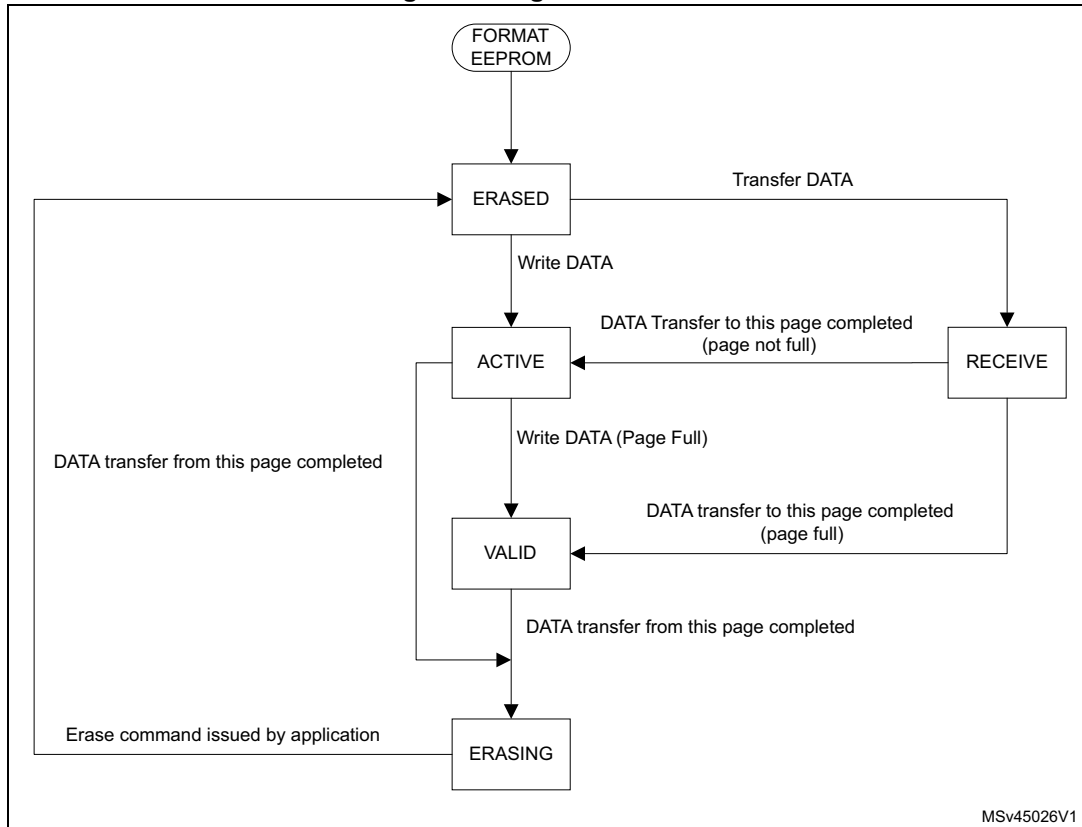 FORMAT
EEPROM
ERASED
Transfer DATA
Write DATA
DATA Transfer to this page completed
(page not full)
ACTIVE
RECEIVE
Write DATA (Page Full)
DATA transfer from this page completed
DATA transfer to this page completed
(page full)
VALID
DATA transfer from this page completed
Erase command issued by application
ERASING
MSv45026V1